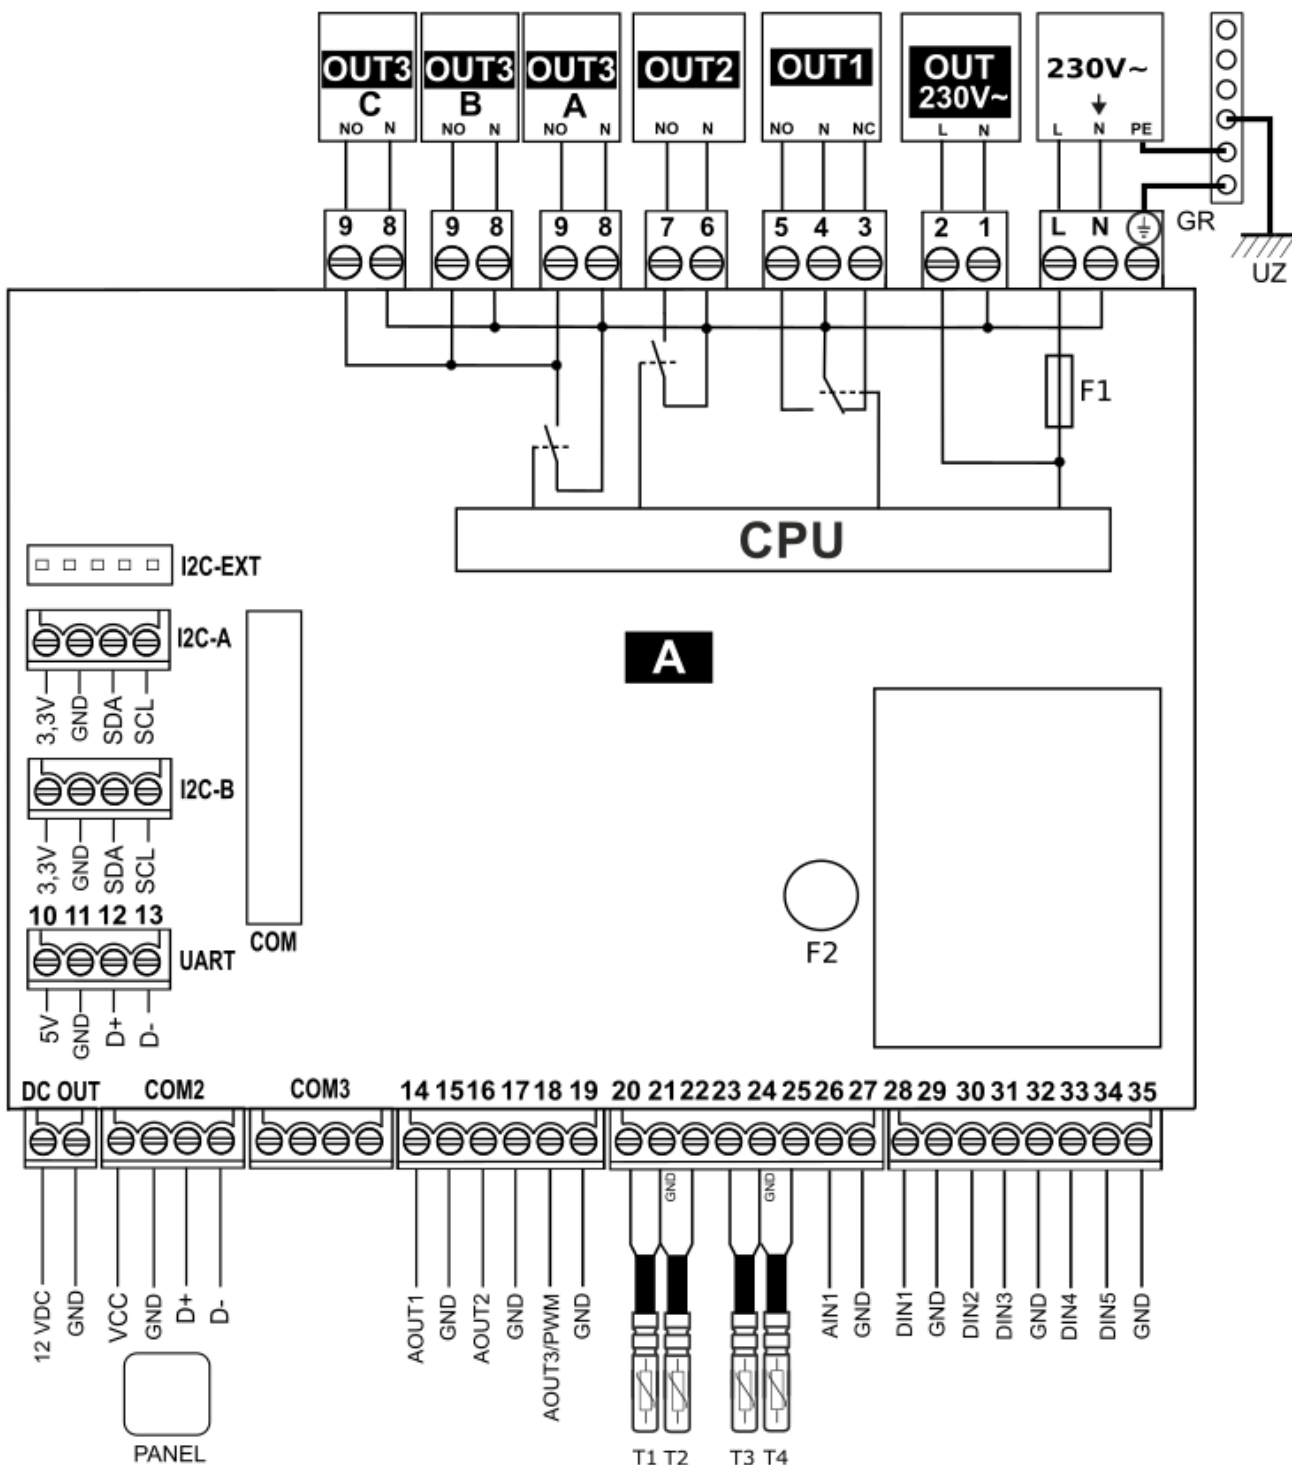 OUT3 OUT3 OUT3 OUT2 OUT1 OUT 230V~
C B A 230V~
NO N NO N NO N NO N NO N NC L N L N PE
9 8 9 8 9 8 7 6 5 4 3 2 1 L N GR
UZ
F1
CPU
I2C-EXT
A
I2C-A
3,3V GND SDA SCL
I2C-B
3,3V GND SDA SCL
10 11 12 13
COM
UART
F2
5V GND D+ D-
DC OUT COM2 COM3 14 15 16 17 18 19 20 21 22 23 24 25 26 27 28 29 30 31 32 33 34 35
GND GND
12 VDC GND VCC GND D+ D- AOUT1 GND AOUT2 GND AOUT3/PWM GND AIN1 GND DIN1 GND DIN2 DIN3 GND DIN4 DIN5 GND
PANEL T1 T2 T3 T4